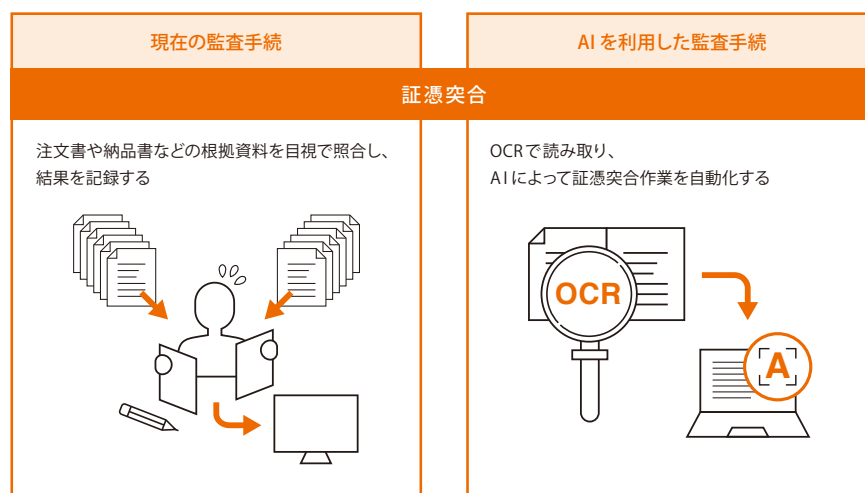 現在の監査手続
AIを利用した監査手続
証憑突合
注文書や納品書などの根拠資料を目視で照合し、
結果を記録する
OCRで読み取り、
AIによって証憑突合作業を自動化する
OCR
A